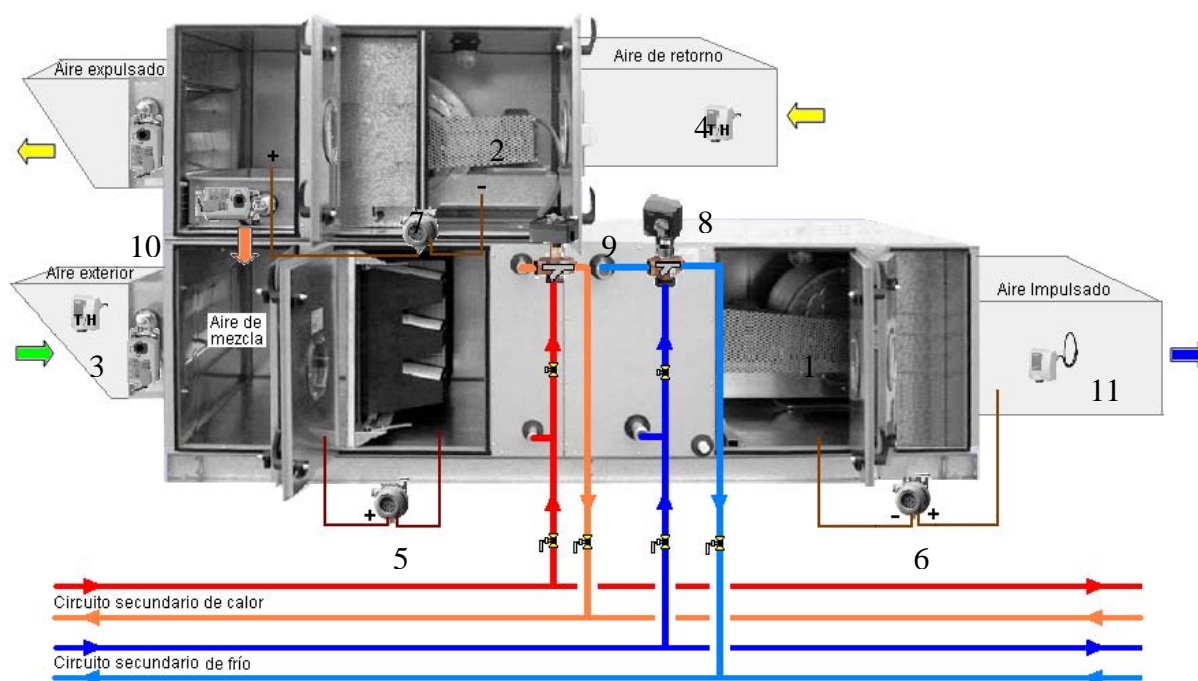 Aire expulsado
Aire de retorno
4
T/H
2
+
-
7
8
9
10
Aire exterior
T/H
3
Aire de
mezcla
Aire Impulsado
1
11
+
5
-
+
6
Circuito secundario de calor
Circuito secundario de frío